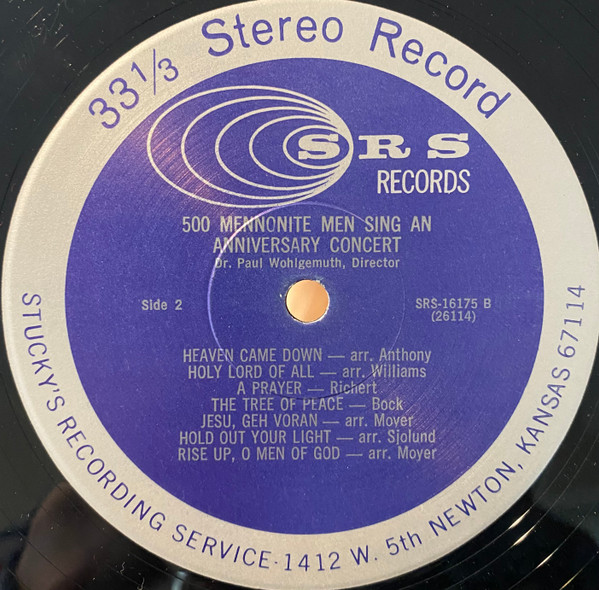 33 1/3 Stereo Record
SRS
RECORDS
500 MENNONITE MEN SING AN
ANNIVERSARY CONCERT
Dr. Paul Wohlgemuth, Director
Side 2
SRS-16175 B
(26114)
HEAVEN CAME DOWN — arr. Anthony
HOLY LORD OF ALL — arr. Williams
A PRAYER — Richert
THE TREE OF PEACE — Bock
JESU, GEH VORAN — arr. Moyer
HOLD OUT YOUR LIGHT — arr. Sjolund
RISE UP, O MEN OF GOD — arr. Moyer
STUCKY'S RECORDING SERVICE · 1412 W. 5th NEWTON, KANSAS 67114